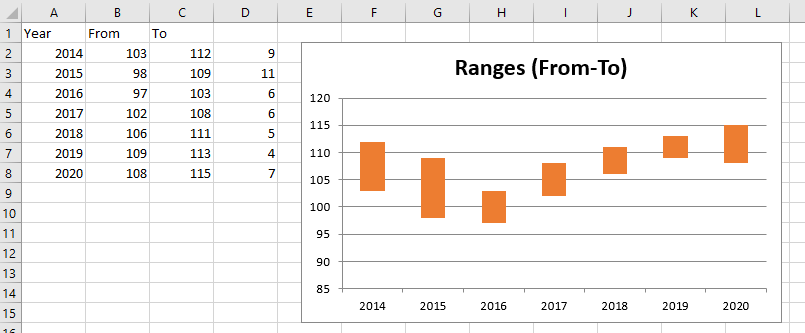 A B C D E F G H I J K L
1 Year From To
2 2014 103 112 9
3 2015 98 109 11
4 2016 97 103 6
5 2017 102 108 6
6 2018 106 111 5
7 2019 109 113 4
8 2020 108 115 7
9
10
11
12
13
14
15
16
Ranges (From-To)
120
115
110
105
100
95
90
85
2014 2015 2016 2017 2018 2019 2020